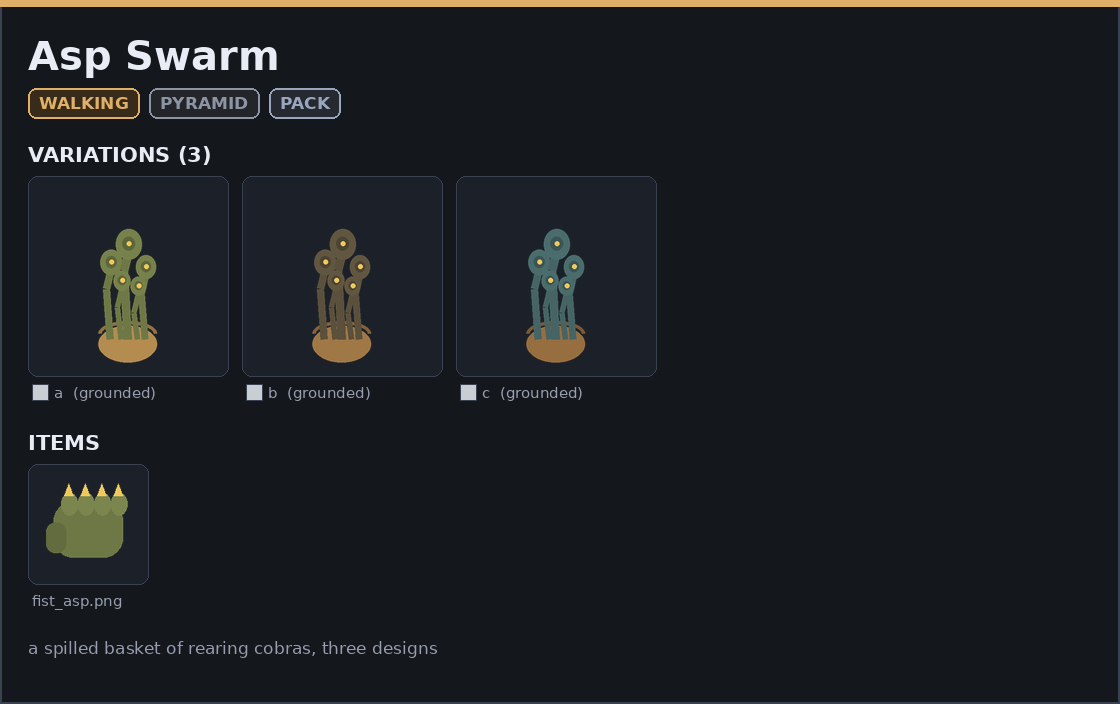 Asp Swarm
WALKING PYRAMID PACK
VARIATIONS (3)
a (grounded) b (grounded) c (grounded)
ITEMS
fist_asp.png
a spilled basket of rearing cobras, three designs